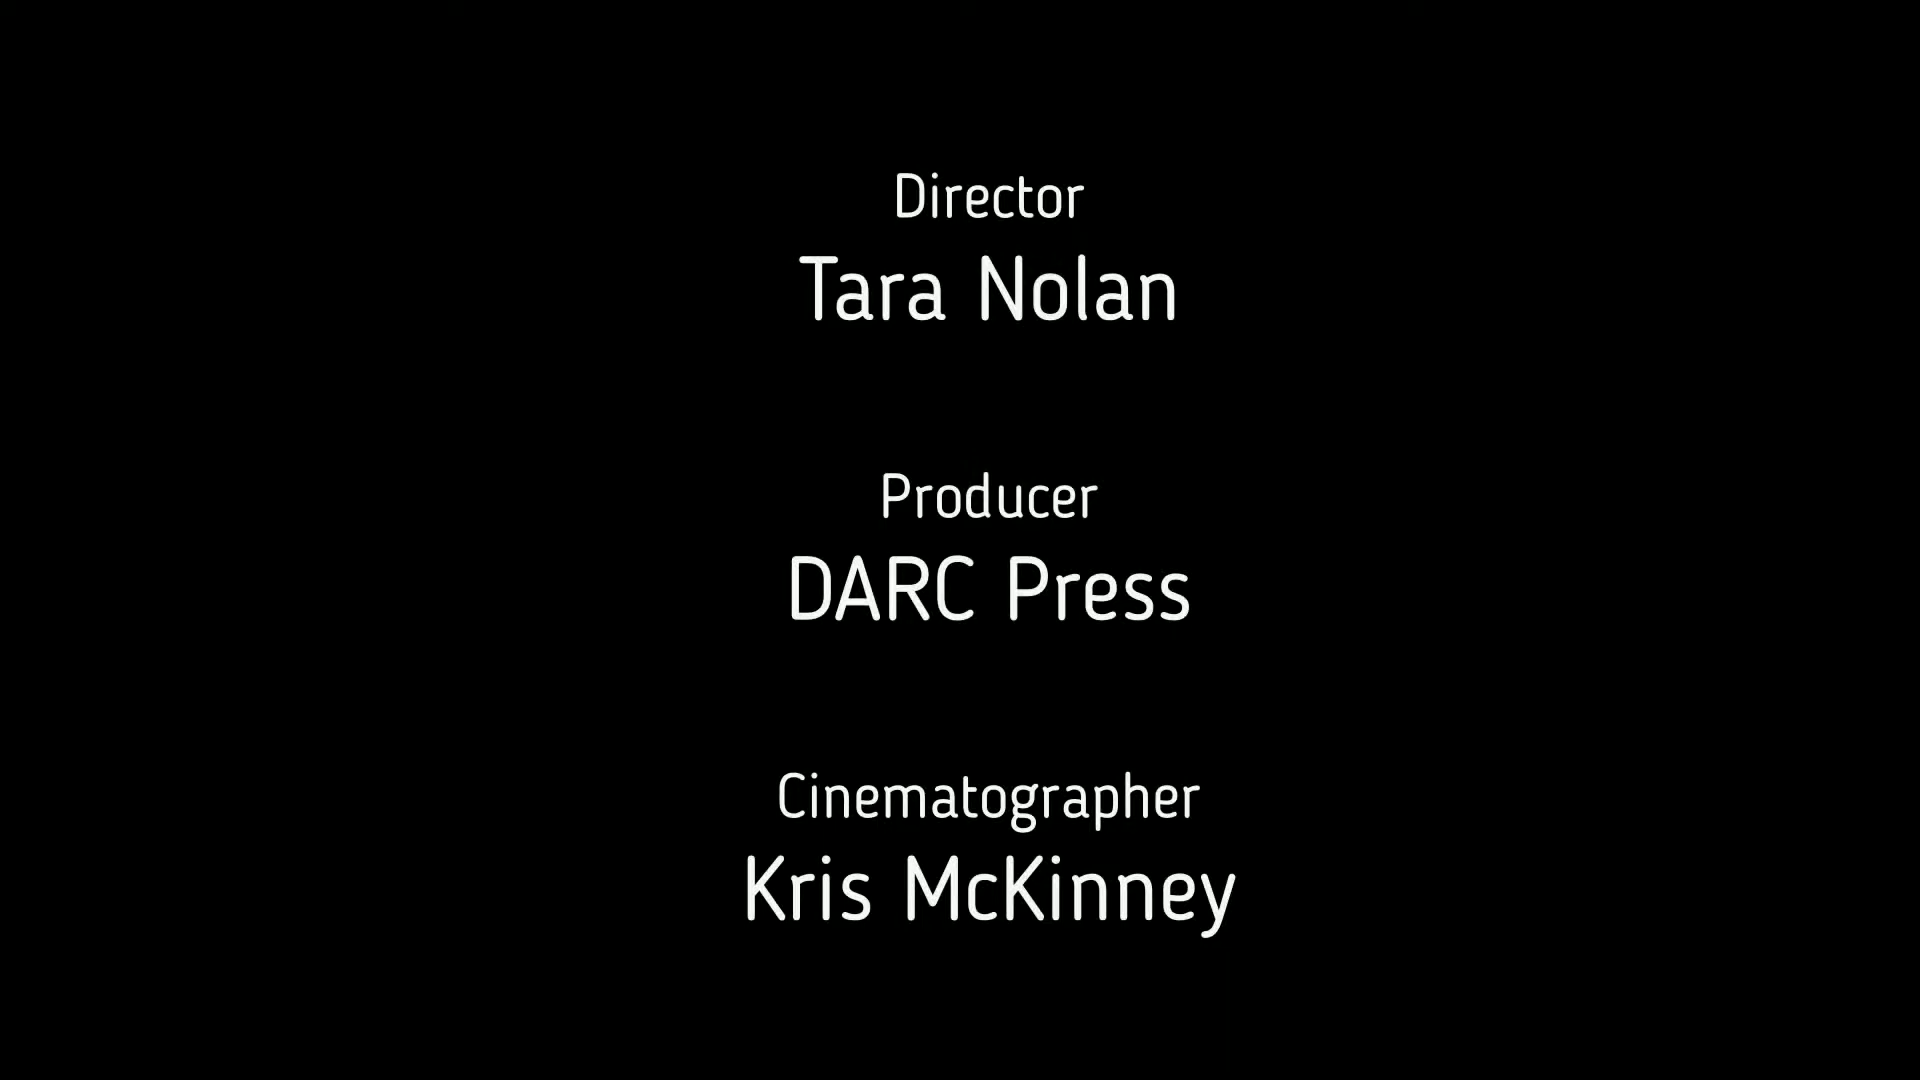 Director
Tara Nolan
Producer
DARC Press
Cinematographer
Kris McKinney